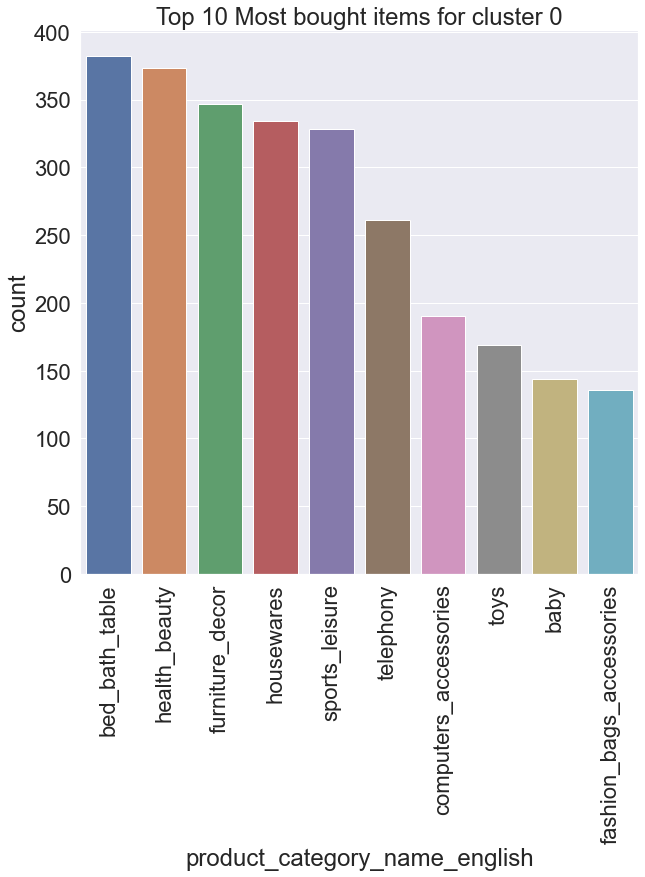 Top 10 Most bought items for cluster 0
400
350
300
250
200
150
100
50
0
count
bed_bath_table
health_beauty
furniture_decor
housewares
sports_leisure
telephony
computers_accessories
toys
baby
fashion_bags_accessories
product_category_name_english